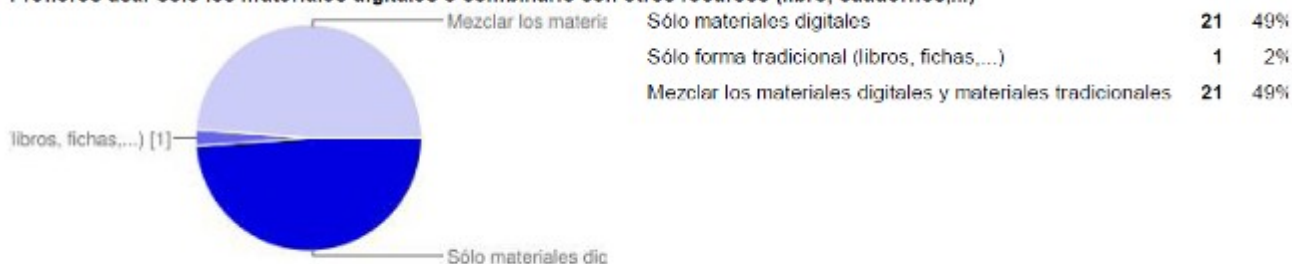 Mezclar los materia
Sólo materiales digitales 21 49%
Sólo forma tradicional (libros, fichas,...) 1 2%
Mezclar los materiales digitales y materiales tradicionales 21 49%
libros, fichas,...) [1]
Sólo materiales dig